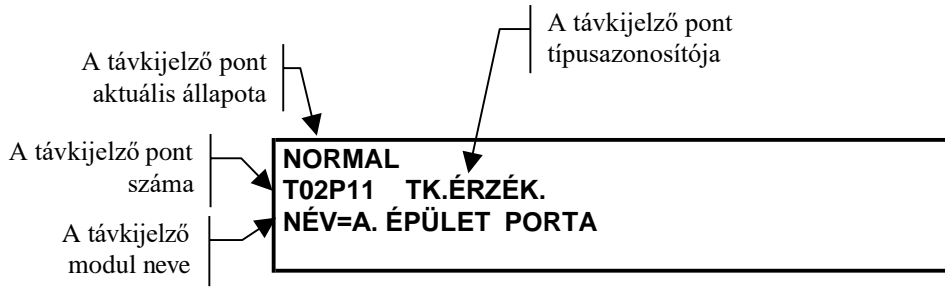 A távkijelző pont
típusazonosítója
A távkijelző pont
aktuális állapota
A távkijelző pont
száma
A távkijelző
modul neve
NORMAL
T02P11 TK.ÉRZÉK.
NÉV=A. ÉPÜLET PORTA